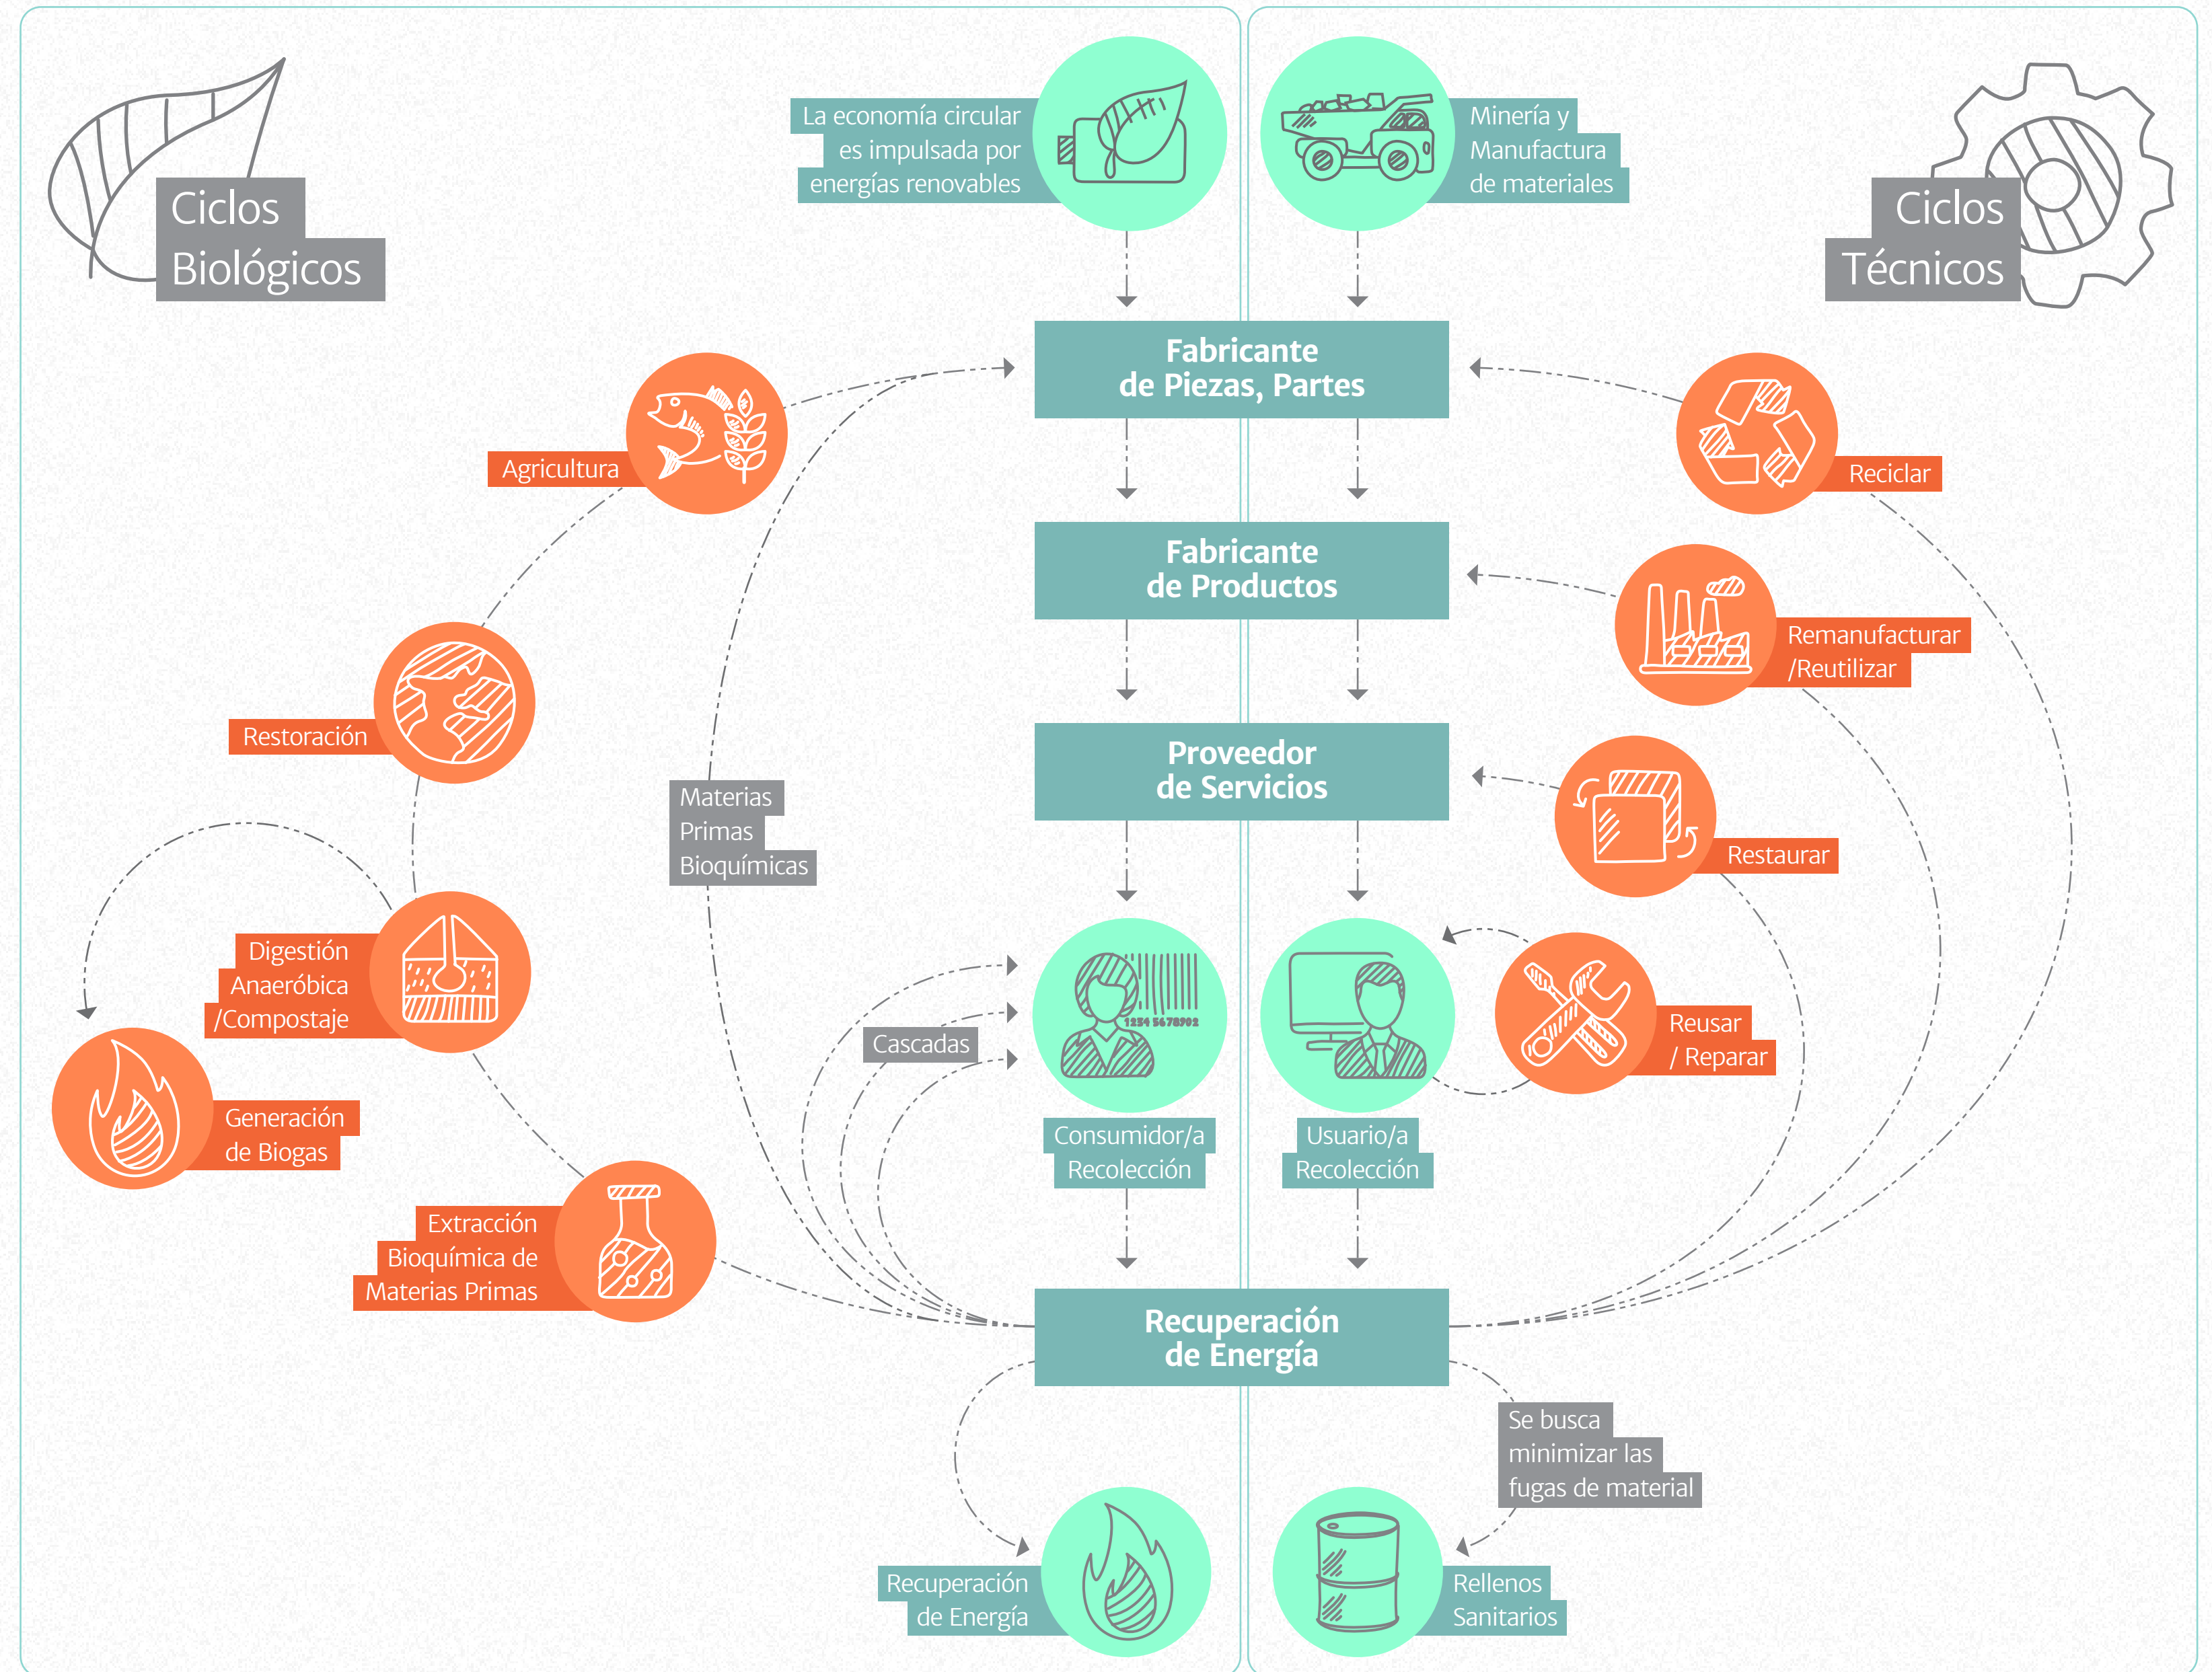 Ciclos
Biológicos
La economía circular
es impulsada por
energías renovables
Minería y
Manufactura
de materiales
Ciclos
Técnicos
Fabricante
de Piezas, Partes
Agricultura
Reciclar
Fabricante
de Productos
Remanufacturar
/Reutilizar
Restoración
Proveedor
de Servicios
Materias
Primas
Bioquímicas
Restaurar
Digestión
Anaeróbica
/Compostaje
Cascadas
1234 5678902
Reusar
/ Reparar
Generación
de Biogas
Consumidor/a
Recolección
Usuario/a
Recolección
Extracción
Bioquímica de
Materias Primas
Recuperación
de Energía
Se busca
minimizar las
fugas de material
Recuperación
de Energía
Rellenos
Sanitarios